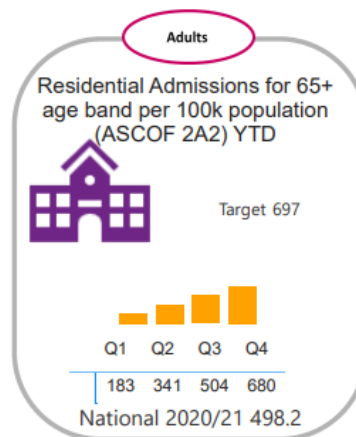 Adults
Residential Admissions for 65+
age band per 100k population
(ASCOF 2A2) YTD
Target 697
Q1 Q2 Q3 Q4
183 341 504 680
National 2020/21 498.2